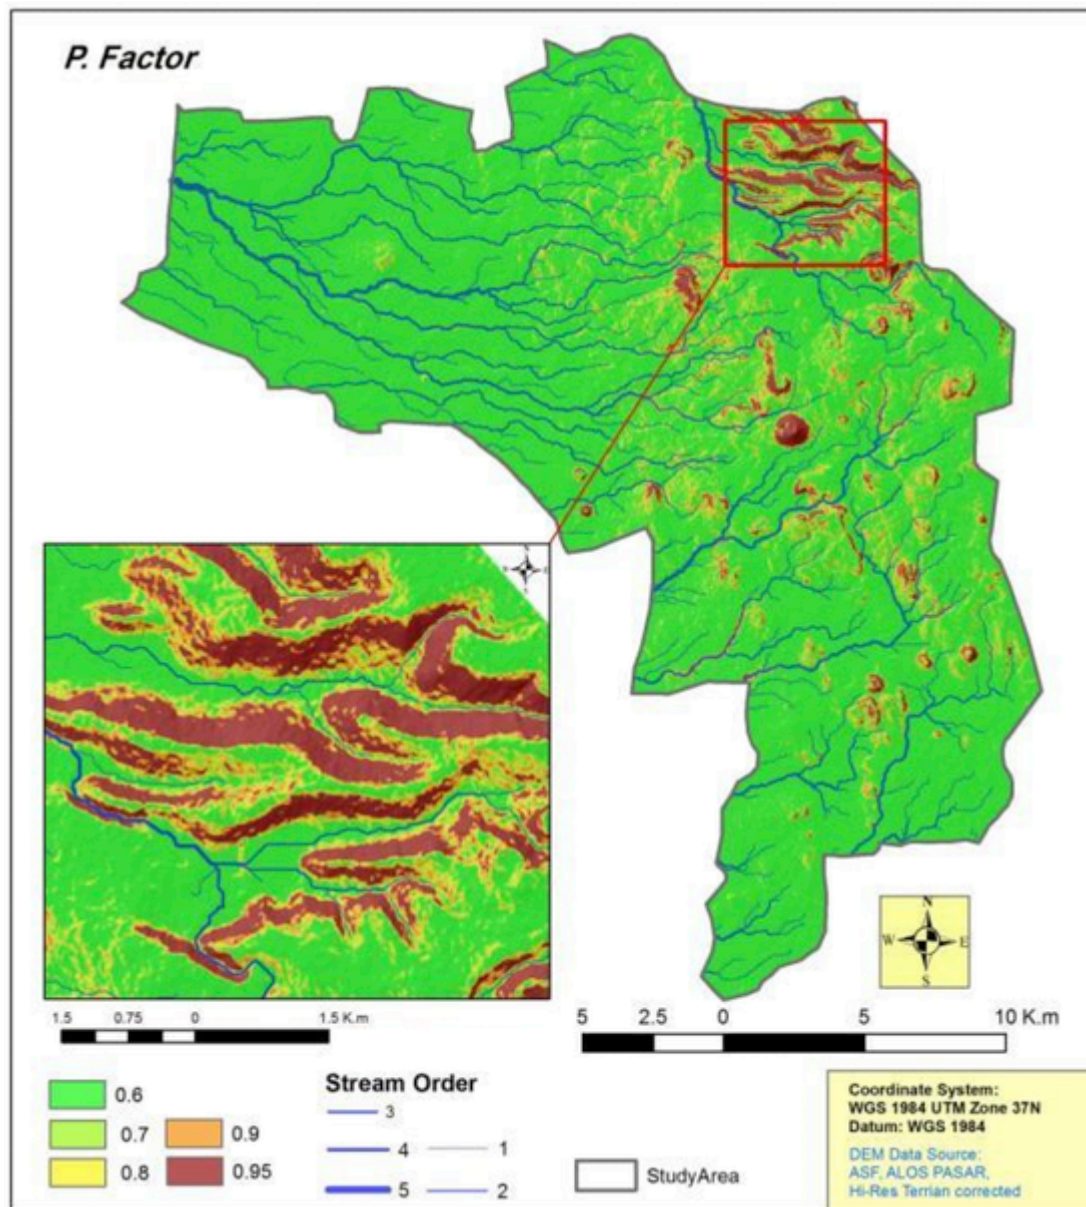 P. Factor
N
W E
S
1.5 0.75 0 1.5 K.m
5 2.5 0 5 10 K.m
0.6
0.7 0.9
0.8 0.95
Stream Order
3
4 1
5 2
StudyArea
Coordinate System:
WGS 1984 UTM Zone 37N
Datum: WGS 1984
DEM Data Source:
ASF, ALOS PASAR,
Hi-Res Terrian corrected